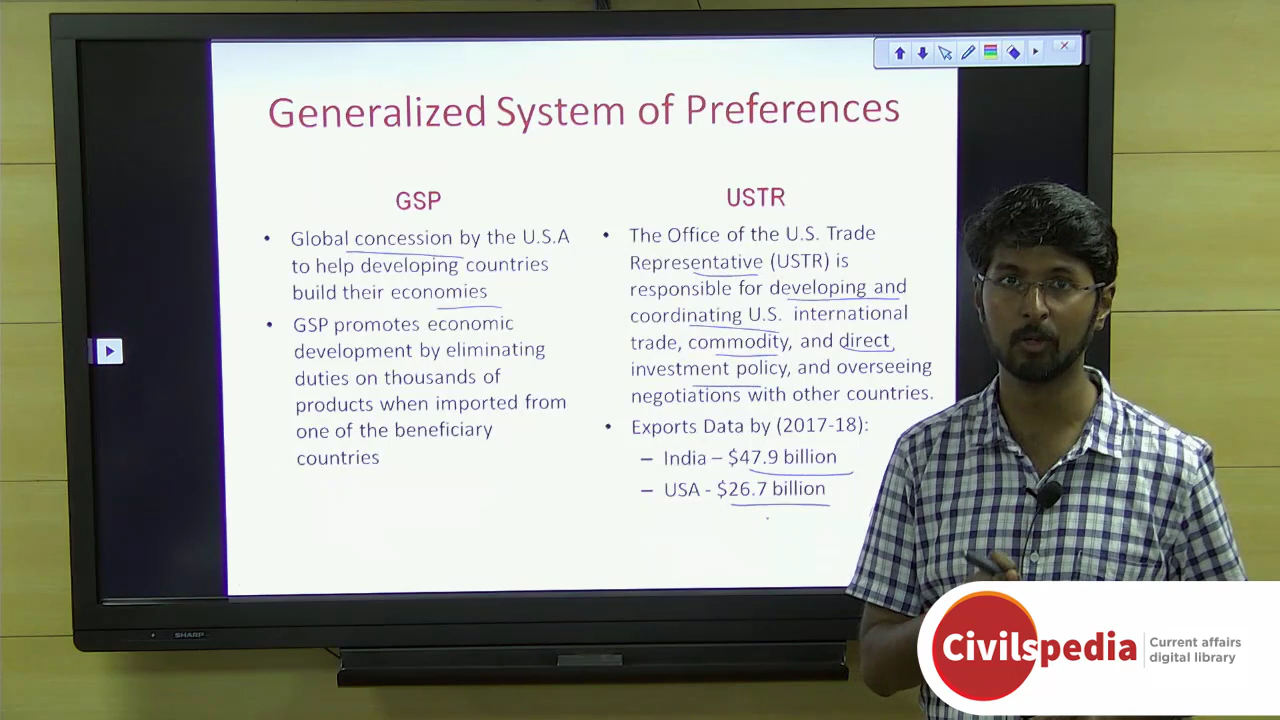 Generalized System of Preferences
GSP
• Global concession by the U.S.A
to help developing countries
build their economies
• GSP promotes economic
development by eliminating
duties on thousands of
products when imported from
one of the beneficiary
countries
USTR
• The Office of the U.S. Trade
Representative (USTR) is
responsible for developing and
coordinating U.S. international
trade, commodity, and direct
investment policy, and overseeing
negotiations with other countries.
• Exports Data by (2017-18):
– India – $47.9 billion
– USA - $26.7 billion
SHARP
Civilspedia
Current affairs
digital library